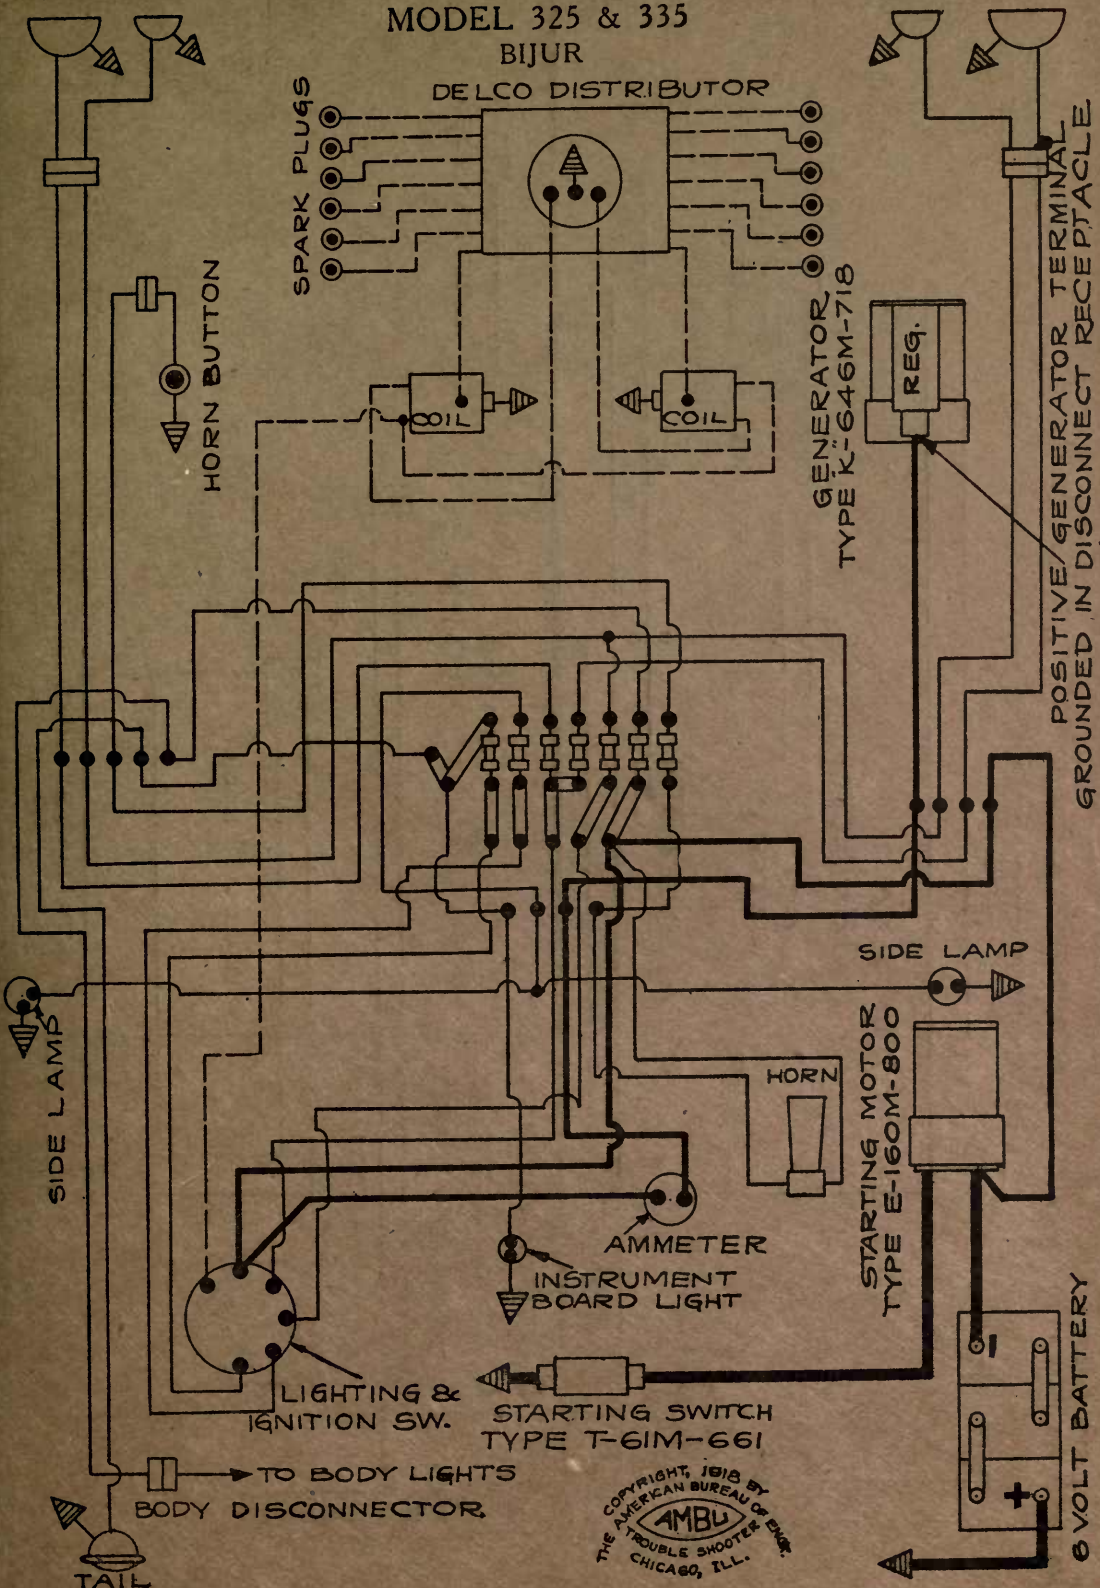 MODEL 325 & 335
BIJUR
DELCO DISTRIBUTOR
SPARK PLUGS
HORN BUTTON
COIL
COIL
GENERATOR
TYPE K-646M-718
REG.
POSITIVE GENERATOR TERMINAL
GROUNDED IN DISCONNECT RECEPTACLE
SIDE LAMP
SIDE LAMP
HORN
STARTING MOTOR
TYPE E-160M-800
AMMETER
INSTRUMENT
BOARD LIGHT
LIGHTING &
IGNITION SW.
STARTING SWITCH
TYPE T-61M-661
-
+
6 VOLT BATTERY
TO BODY LIGHTS
BODY DISCONNECTOR.
TAIL
COPYRIGHT, 1918 BY
THE AMERICAN BUREAU OF ENGR.
AMBU
TROUBLE SHOOTER
CHICAGO, ILL.